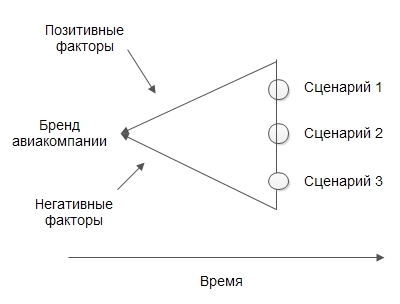 Позитивные
факторы
Сценарий 1
Бренд
авиакомпании
Сценарий 2
Сценарий 3
Негативные
факторы
Время